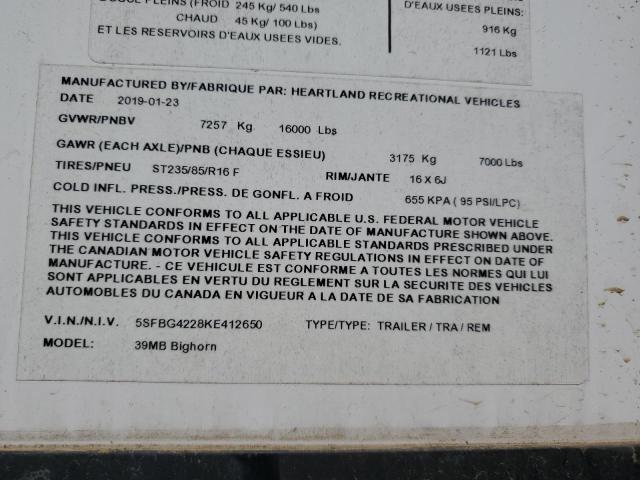 PLEINS (FROID 245 Kg/ 540 Lbs
CHAUD 45 Kg/ 100 Lbs)
ET LES RESERVOIRS D'EAUX USEES VIDES.
D'EAUX USEES PLEINS:
916 Kg
1121 Lbs
MANUFACTURED BY/FABRIQUE PAR: HEARTLAND RECREATIONAL VEHICLES
DATE 2019-01-23
GVWR/PNBV 7257 Kg 16000 Lbs
GAWR (EACH AXLE)/PNB (CHAQUE ESSIEU) 3175 Kg 7000 Lbs
TIRES/PNEU ST235/85/R16 F RIM/JANTE 16 X 6J
COLD INFL. PRESS./PRESS. DE GONFL. A FROID 655 KPA ( 95 PSI/LPC)
THIS VEHICLE CONFORMS TO ALL APPLICABLE U.S. FEDERAL MOTOR VEHICLE
SAFETY STANDARDS IN EFFECT ON THE DATE OF MANUFACTURE SHOWN ABOVE.
THIS VEHICLE CONFORMS TO ALL APPLICABLE STANDARDS PRESCRIBED UNDER
THE CANADIAN MOTOR VEHICLE SAFETY REGULATIONS IN EFFECT ON DATE OF
MANUFACTURE. - CE VEHICULE EST CONFORME A TOUTES LES NORMES QUI LUI
SONT APPLICABLES EN VERTU DU REGLEMENT SUR LA SECURITE DES VEHICLES
AUTOMOBILES DU CANADA EN VIGUEUR A LA DATE DE SA FABRICATION
V.I.N./N.I.V. 5SFBG4228KE412650 TYPE/TYPE: TRAILER / TRA / REM
MODEL: 39MB Bighorn